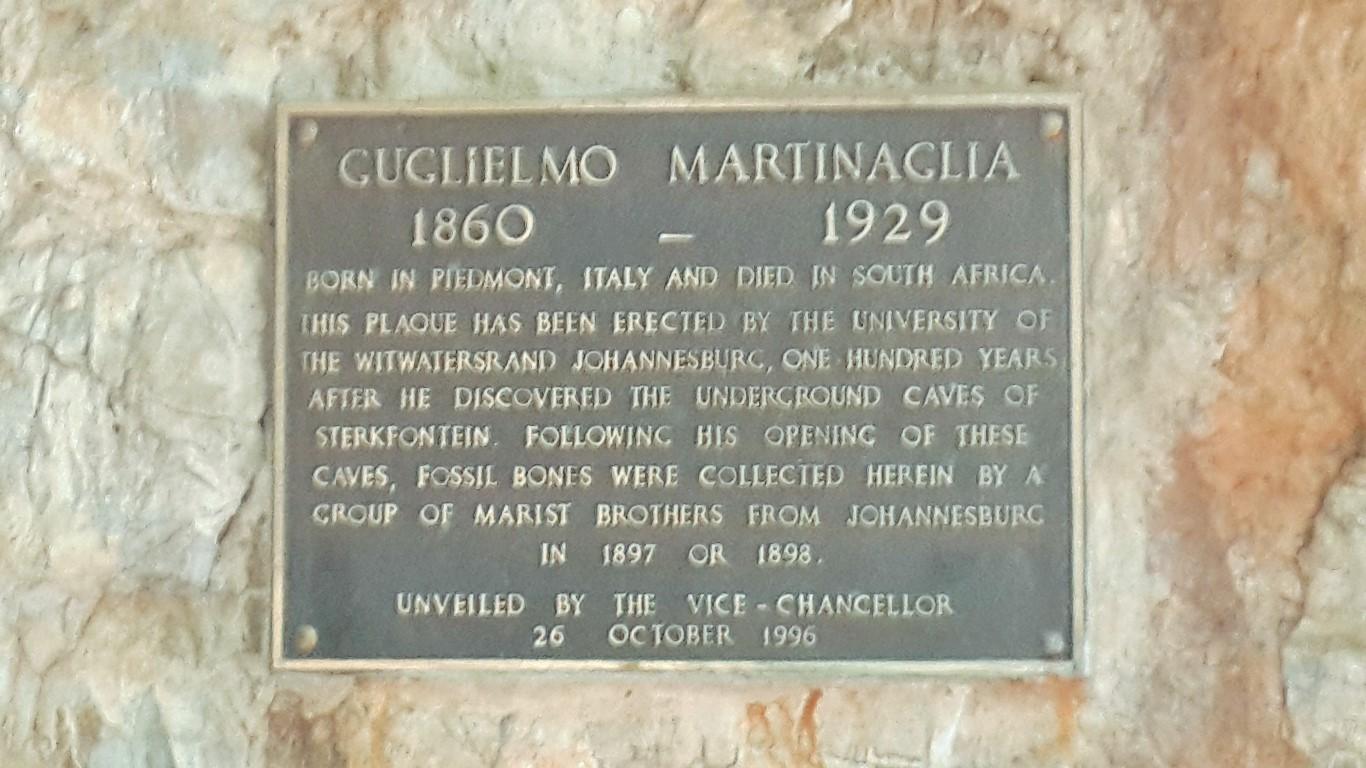 GUGLIELMO MARTINAGLIA
1860 – 1929
BORN IN PIEDMONT, ITALY AND DIED IN SOUTH AFRICA.
THIS PLAQUE HAS BEEN ERECTED BY THE UNIVERSITY OF
THE WITWATERSRAND JOHANNESBURG, ONE HUNDRED YEARS
AFTER HE DISCOVERED THE UNDERGROUND CAVES OF
STERKFONTEIN. FOLLOWING HIS OPENING OF THESE
CAVES, FOSSIL BONES WERE COLLECTED HEREIN BY A
GROUP OF MARIST BROTHERS FROM JOHANNESBURG
IN 1897 OR 1898.
UNVEILED BY THE VICE-CHANCELLOR
26 OCTOBER 1996